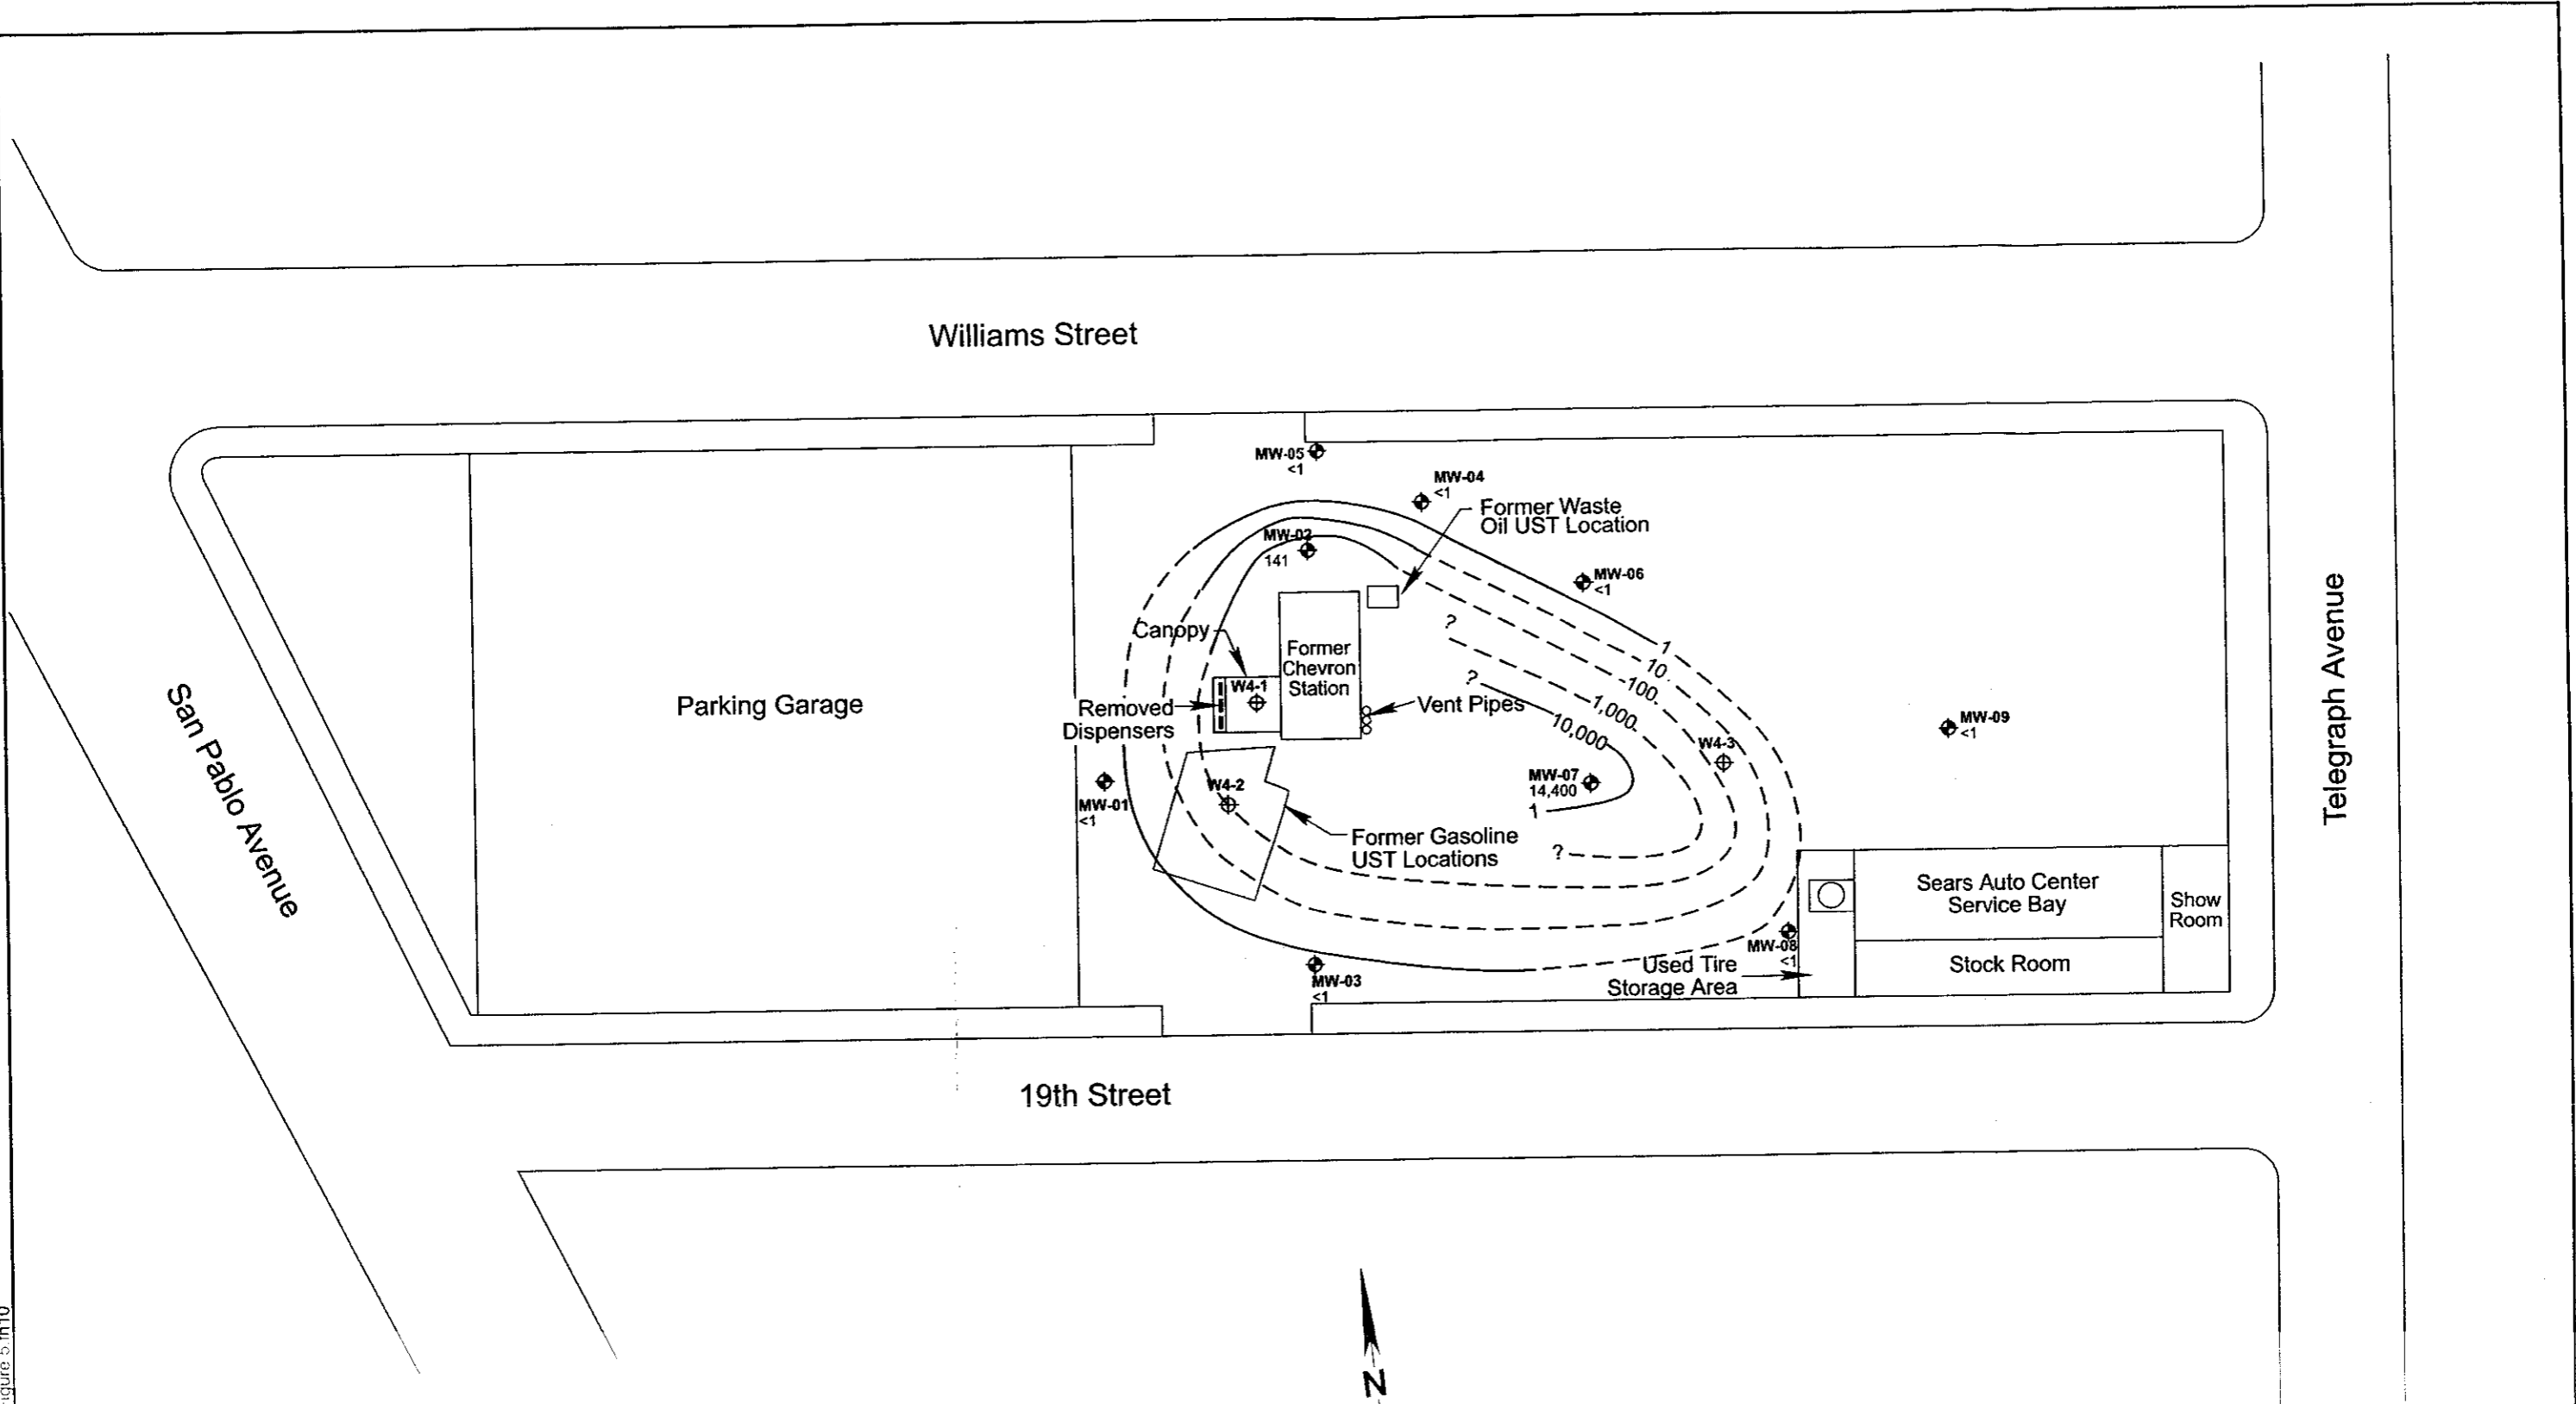 Williams Street
MW-05
<1
MW-04
<1
Former Waste
Oil UST Location
MW-02
141
MW-06
<1
?
Canopy
Former
Chevron
Station
1
10
100
1,000
10,000
?
W4-1
Parking Garage
Removed
Dispensers
Vent Pipes
San Pablo Avenue
Telegraph Avenue
MW-09
<1
W4-3
MW-07
14,400
1
W4-2
MW-01
<1
Former Gasoline
UST Locations
?
Sears Auto Center
Service Bay
Show
Room
MW-08
<1
Used Tire
Storage Area
Stock Room
MW-03
<1
19th Street
N